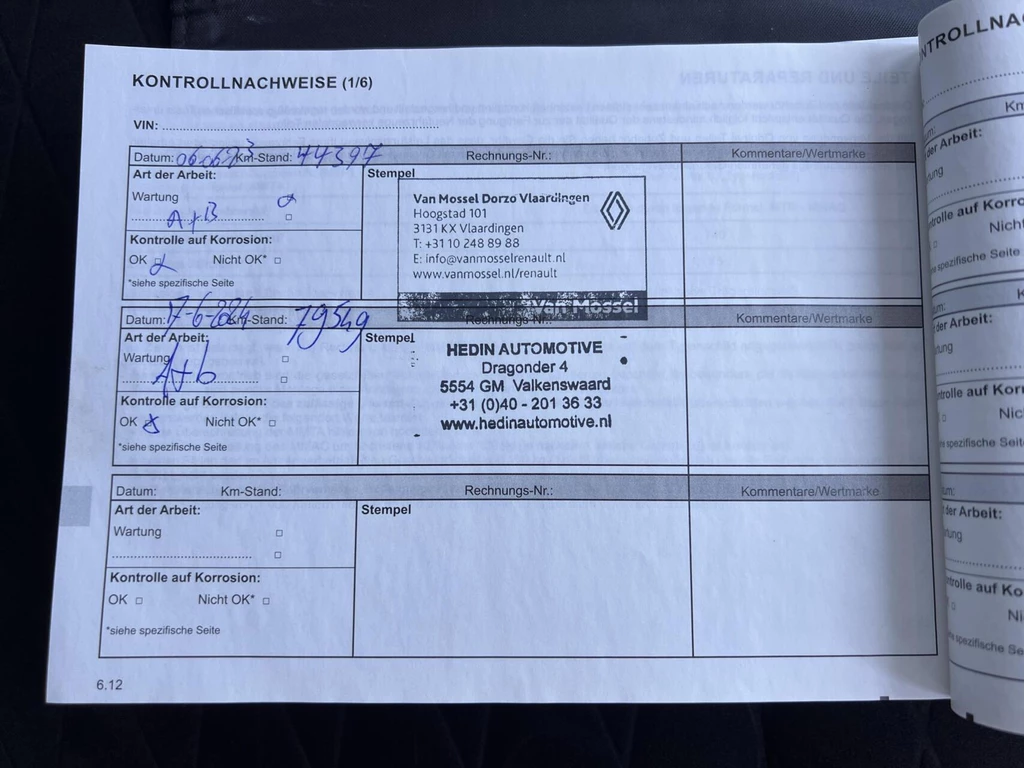 KONTROLLNACHWEISE (1/6)
VIN:
Datum: 06 06 23 Km-Stand: 44397 Rechnungs-Nr.: Kommentare/Wertmarke
Art der Arbeit:
Stempel
Wartung
A+B
Kontrolle auf Korrosion:
OK Nicht OK*
*siehe spezifische Seite
Van Mossel Dorzo Vlaardingen
Hoogstad 101
3131 KX Vlaardingen
T: +31 10 248 89 88
E: info@vanmosselrenault.nl
www.vanmossel.nl/renault
Van Mossel
Datum: 17-6-2024 Km-Stand: 79549 Rechnungs-Nr.: Kommentare/Wertmarke
Art der Arbeit:
Stempel
Wartung
A+b
Kontrolle auf Korrosion:
OK Nicht OK*
*siehe spezifische Seite
HEDIN AUTOMOTIVE
Dragonder 4
5554 GM Valkenswaard
+31 (0)40 - 201 36 33
www.hedinautomotive.nl
Datum: Km-Stand: Rechnungs-Nr.: Kommentare/Wertmarke
Art der Arbeit:
Stempel
Wartung
Kontrolle auf Korrosion:
OK Nicht OK*
*siehe spezifische Seite
6.12